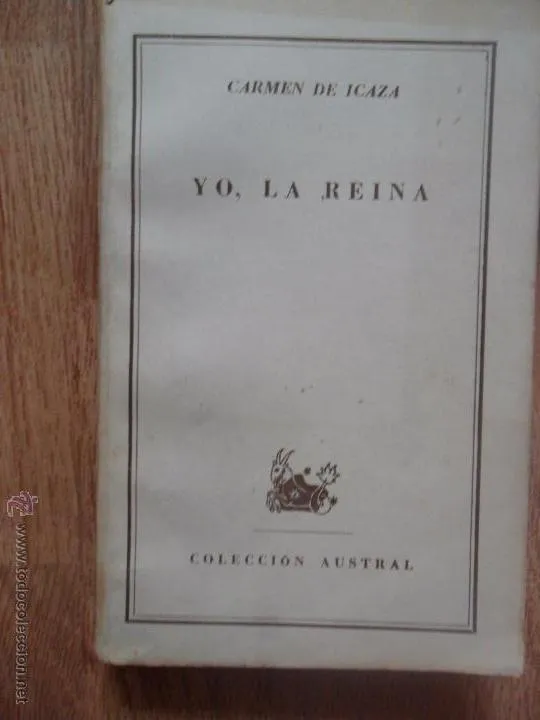 CARMEN DE ICAZA
YO, LA REINA
COLECCIÓN AUSTRAL
© www.todocoleccion.net